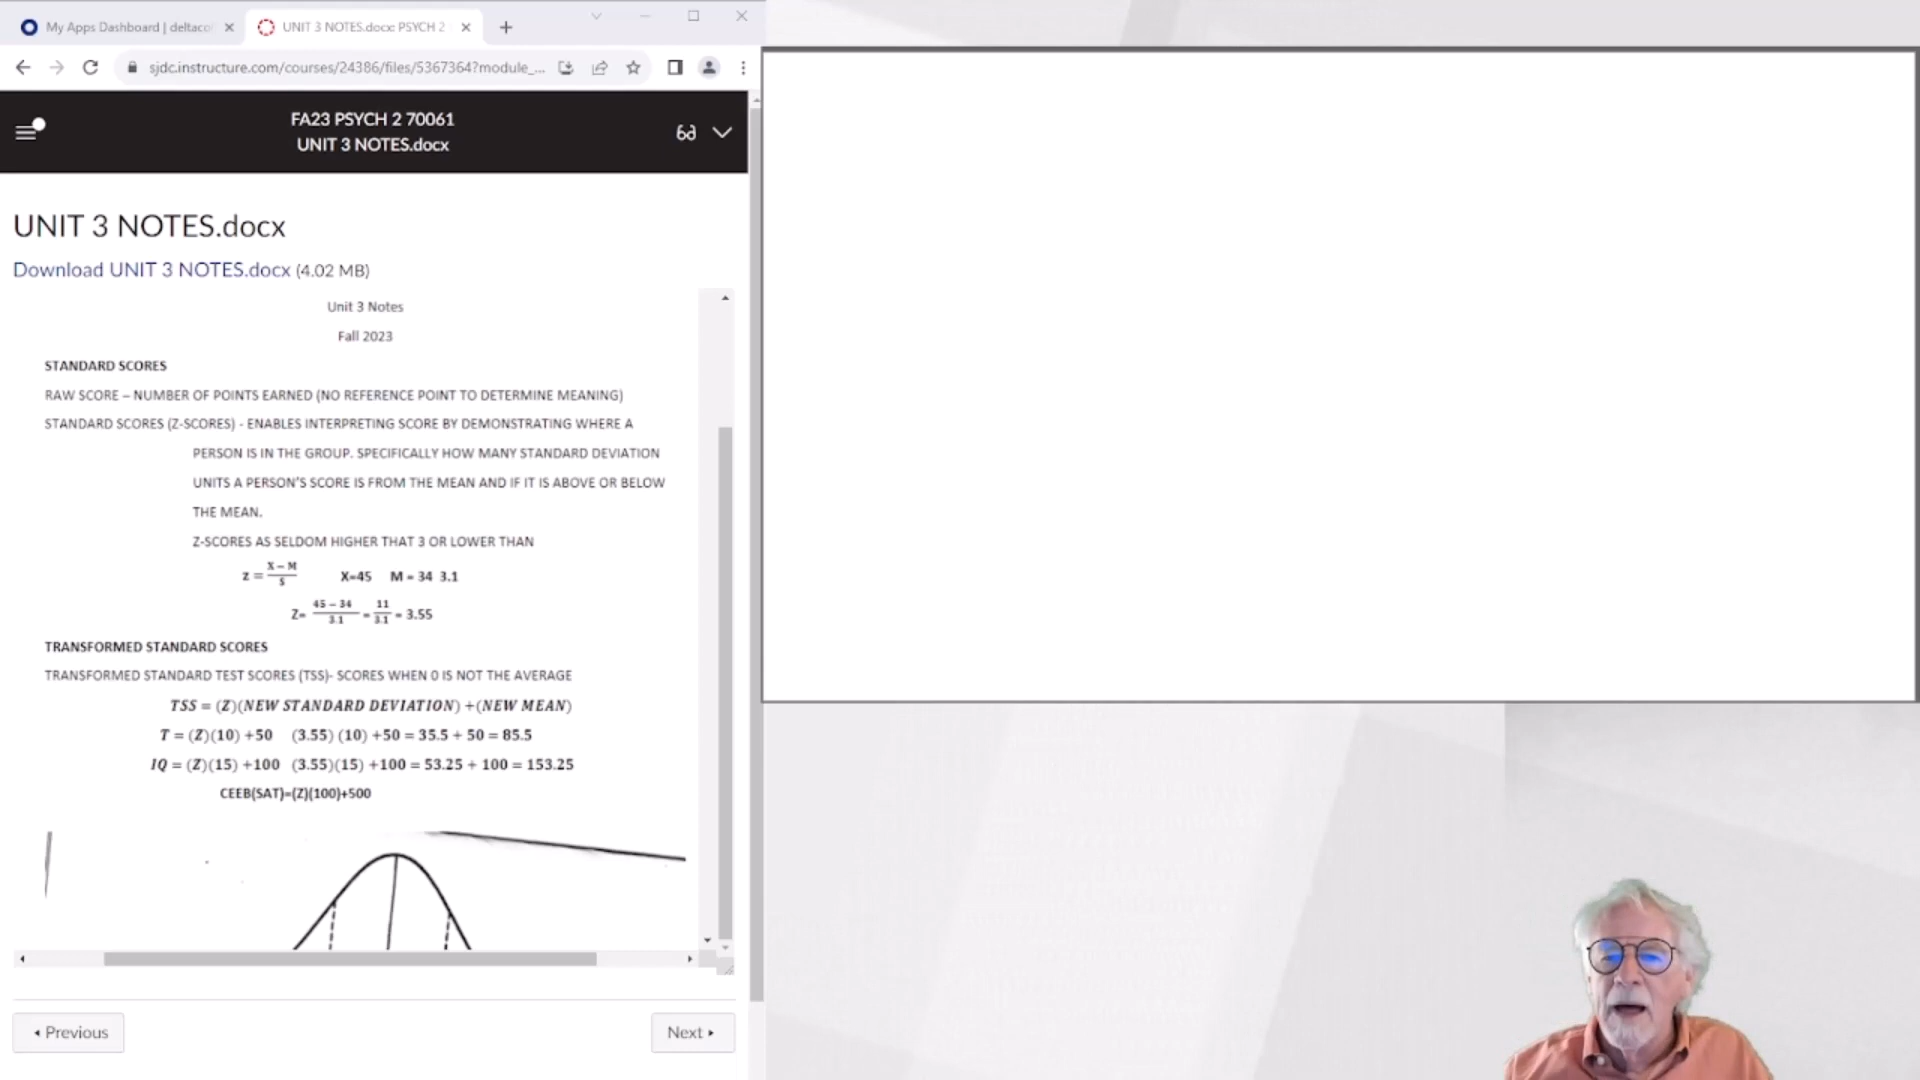 My Apps Dashboard | deltacol
UNIT 3 NOTES.docx: PSYCH 2
sjdc.instructure.com/courses/24386/files/5367364?module_...
FA23 PSYCH 2 70061
UNIT 3 NOTES.docx
UNIT 3 NOTES.docx
Download UNIT 3 NOTES.docx (4.02 MB)
Unit 3 Notes
Fall 2023
STANDARD SCORES
RAW SCORE – NUMBER OF POINTS EARNED (NO REFERENCE POINT TO DETERMINE MEANING)
STANDARD SCORES (Z-SCORES) - ENABLES INTERPRETING SCORE BY DEMONSTRATING WHERE A
PERSON IS IN THE GROUP. SPECIFICALLY HOW MANY STANDARD DEVIATION
UNITS A PERSON'S SCORE IS FROM THE MEAN AND IF IT IS ABOVE OR BELOW
THE MEAN.
Z-SCORES AS SELDOM HIGHER THAT 3 OR LOWER THAN
z = X – M / S X=45 M = 34 3.1
Z= 45 – 34 / 3.1 = 11 / 3.1 = 3.55
TRANSFORMED STANDARD SCORES
TRANSFORMED STANDARD TEST SCORES (TSS)- SCORES WHEN 0 IS NOT THE AVERAGE
TSS = (Z)(NEW STANDARD DEVIATION) +(NEW MEAN)
T = (Z)(10) +50 (3.55) (10) +50 = 35.5 + 50 = 85.5
IQ = (Z)(15) +100 (3.55)(15) +100 = 53.25 + 100 = 153.25
CEEB(SAT)=(Z)(100)+500
Previous
Next